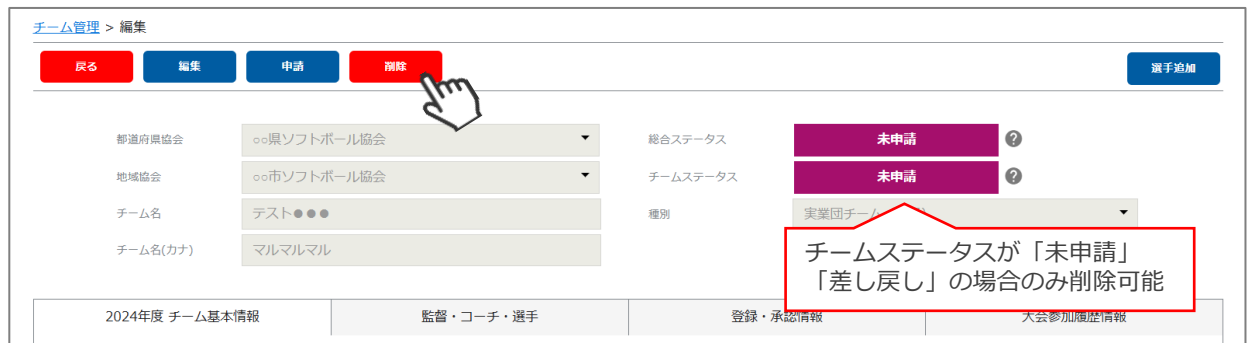 チーム管理 > 編集
戻る 編集 申請 削除 選手追加
都道府県協会 ○○県ソフトボール協会 総合ステータス 未申請 ?
地域協会 ○○市ソフトボール協会 チームステータス 未申請 ?
チーム名 テスト●●● 種別 実業団チーム
チーム名(カナ) マルマルマル
チームステータスが「未申請」
「差し戻し」の場合のみ削除可能
2024年度 チーム基本情報 監督・コーチ・選手 登録・承認情報 大会参加履歴情報